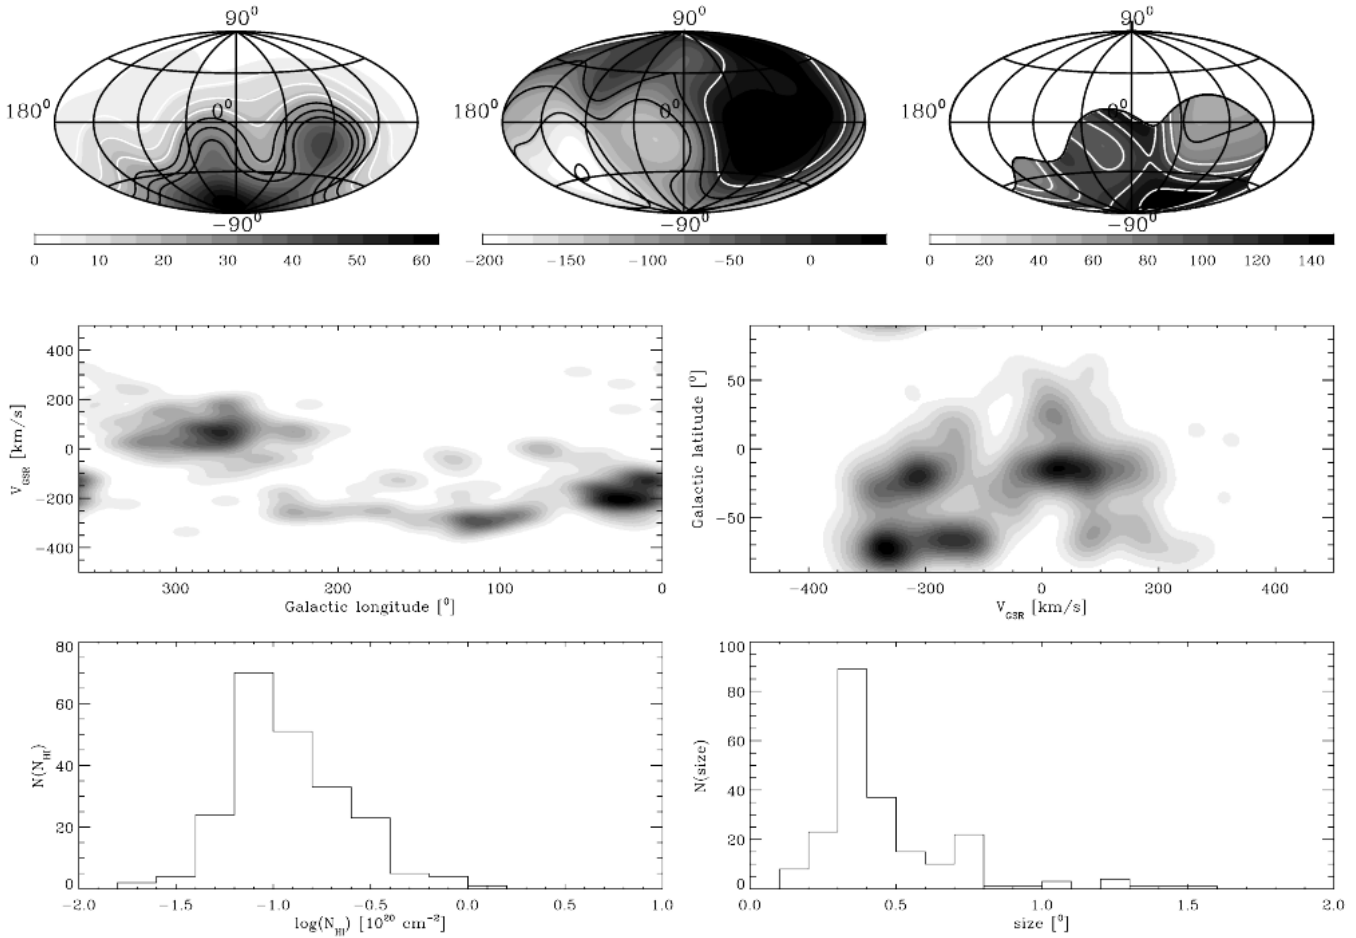 90⁰ 90⁰ 90⁰
180⁰ 0⁰ 180⁰ 0⁰ 180⁰ 0⁰
−90⁰ −90⁰ −90⁰
0 10 20 30 40 50 60 −200 −150 −100 −50 0 0 20 40 60 80 100 120 140
400
200
0
−200
−400
V_GSR [km/s]
300 200 100 0
Galactic longitude [⁰]
50
0
−50
Galactic latitude [⁰]
−400 −200 0 200 400
V_GSR [km/s]
80
60
40
20
0
N(N_HI)
−2.0 −1.5 −1.0 −0.5 0.0 0.5 1.0
log(N_HI) [10²⁰ cm⁻²]
100
80
60
40
20
0
N(size)
0.0 0.5 1.0 1.5 2.0
size [⁰]